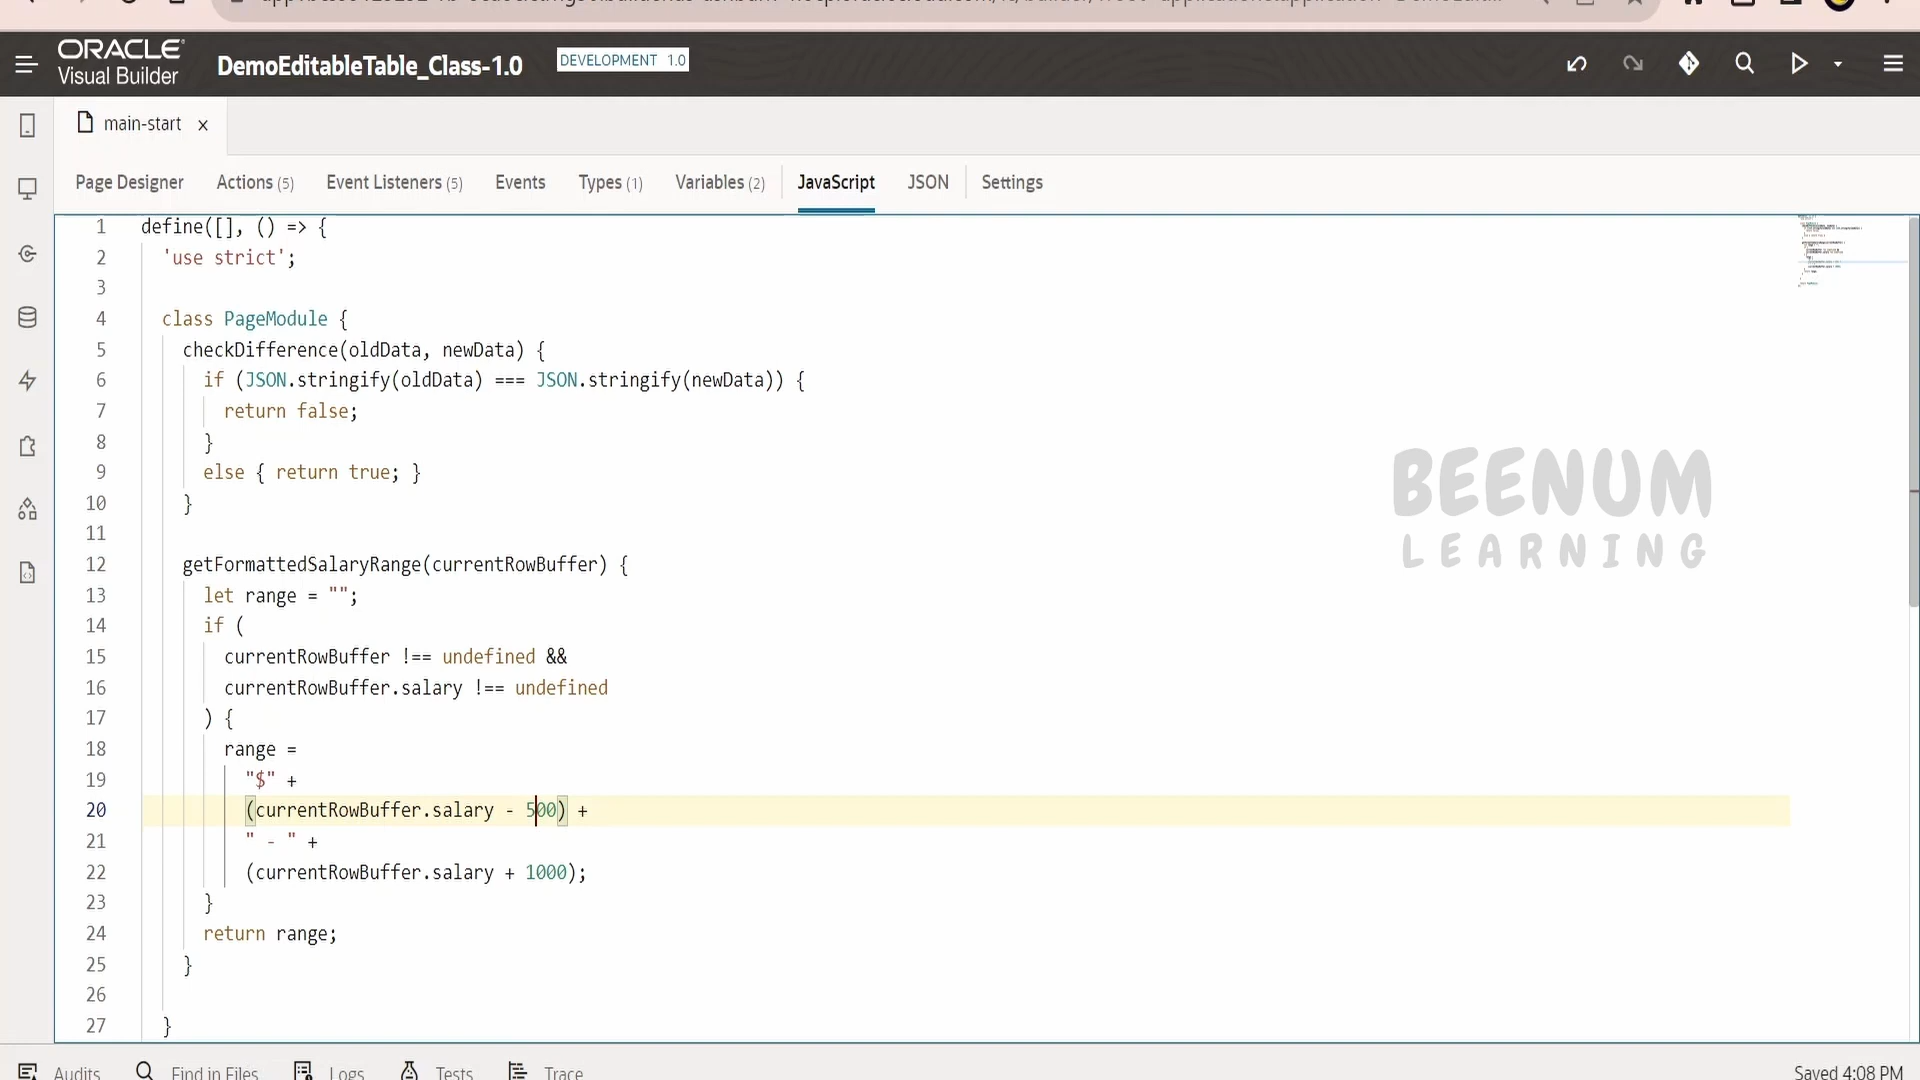 ORACLE
Visual Builder
DemoEditableTable_Class-1.0
DEVELOPMENT 1.0
main-start x
Page Designer
Actions (5)
Event Listeners (5)
Events
Types (1)
Variables (2)
JavaScript
JSON
Settings
1 define([], () => {
2 'use strict';
3
4 class PageModule {
5 checkDifference(oldData, newData) {
6 if (JSON.stringify(oldData) === JSON.stringify(newData)) {
7 return false;
8 }
9 else { return true; }
10 }
11
12 getFormattedSalaryRange(currentRowBuffer) {
13 let range = "";
14 if (
15 currentRowBuffer !== undefined &&
16 currentRowBuffer.salary !== undefined
17 ) {
18 range =
19 "$" +
20 (currentRowBuffer.salary - 500) +
21 " - " +
22 (currentRowBuffer.salary + 1000);
23 }
24 return range;
25 }
26
27 }
BEENUM
LEARNING
Audits
Find in Files
Logs
Tests
Trace
Saved 4:08 PM